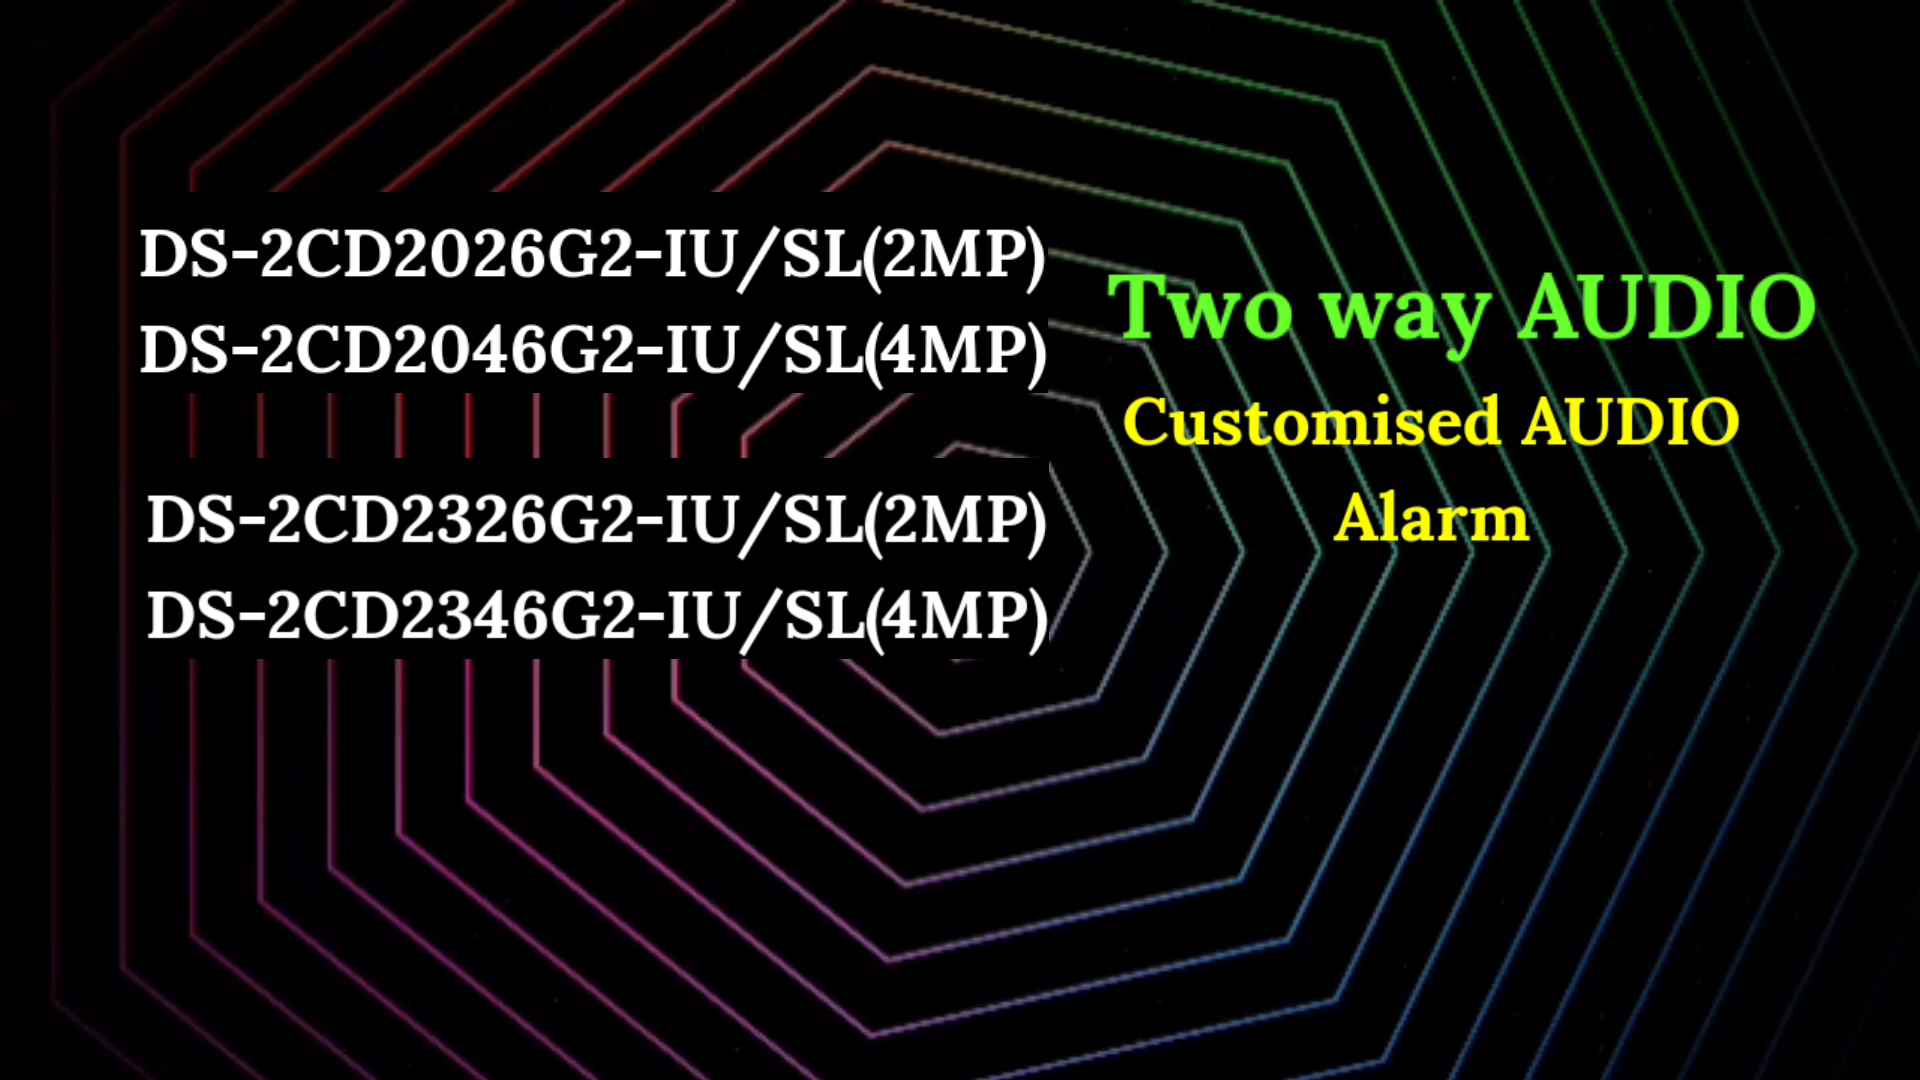 DS-2CD2026G2-IU/SL(2MP)
DS-2CD2046G2-IU/SL(4MP)
DS-2CD2326G2-IU/SL(2MP)
DS-2CD2346G2-IU/SL(4MP)
Two way AUDIO
Customised AUDIO
Alarm